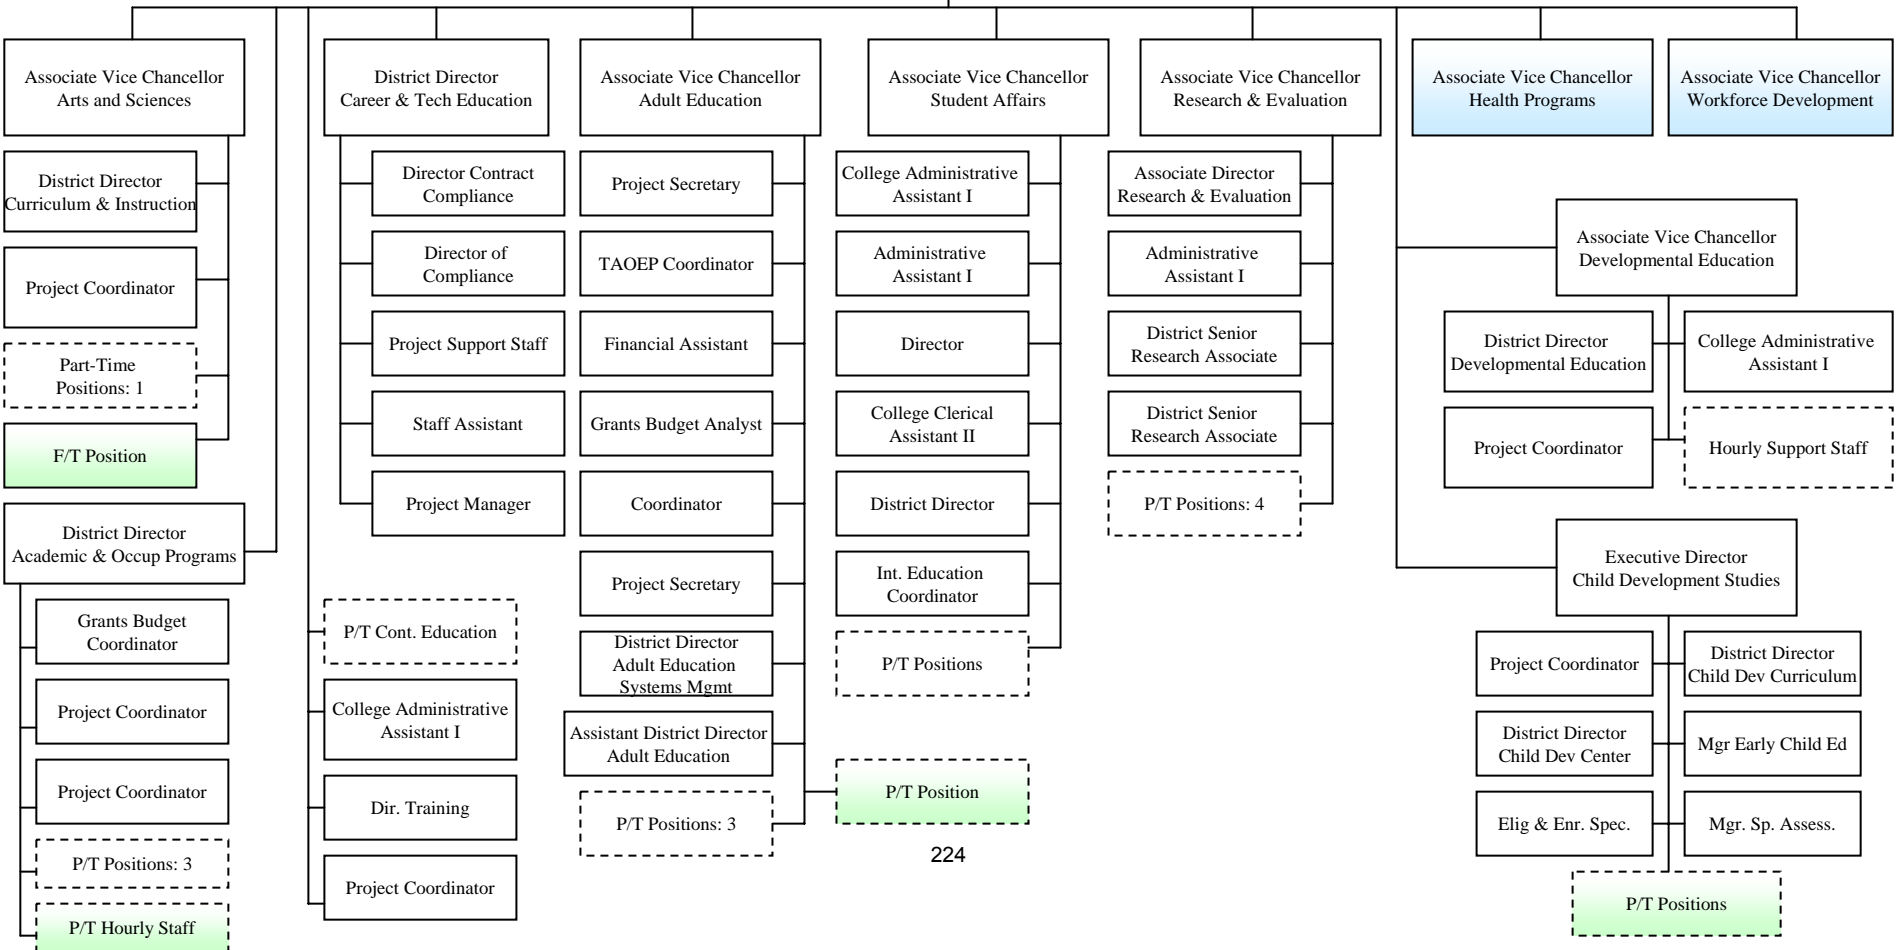 Associate Vice Chancellor
Arts and Sciences
District Director
Curriculum & Instruction
Project Coordinator
Part-Time
Positions: 1
F/T Position
District Director
Academic & Occup Programs
Grants Budget
Coordinator
Project Coordinator
Project Coordinator
P/T Positions: 3
P/T Hourly Staff
District Director
Career & Tech Education
Director Contract
Compliance
Director of
Compliance
Project Support Staff
Staff Assistant
Project Manager
P/T Cont. Education
College Administrative
Assistant I
Dir. Training
Project Coordinator
Associate Vice Chancellor
Adult Education
Project Secretary
TAOEP Coordinator
Financial Assistant
Grants Budget Analyst
Coordinator
Project Secretary
District Director
Adult Education
Systems Mgmt
Assistant District Director
Adult Education
P/T Positions: 3
P/T Position
Associate Vice Chancellor
Student Affairs
College Administrative
Assistant I
Administrative
Assistant I
Director
College Clerical
Assistant II
District Director
Int. Education
Coordinator
P/T Positions
Associate Vice Chancellor
Research & Evaluation
Associate Director
Research & Evaluation
Administrative
Assistant I
District Senior
Research Associate
District Senior
Research Associate
P/T Positions: 4
Associate Vice Chancellor
Health Programs
Associate Vice Chancellor
Workforce Development
Associate Vice Chancellor
Developmental Education
District Director
Developmental Education
College Administrative
Assistant I
Project Coordinator
Hourly Support Staff
Executive Director
Child Development Studies
Project Coordinator
District Director
Child Dev Curriculum
District Director
Child Dev Center
Mgr Early Child Ed
Elig & Enr. Spec.
Mgr. Sp. Assess.
P/T Positions
224